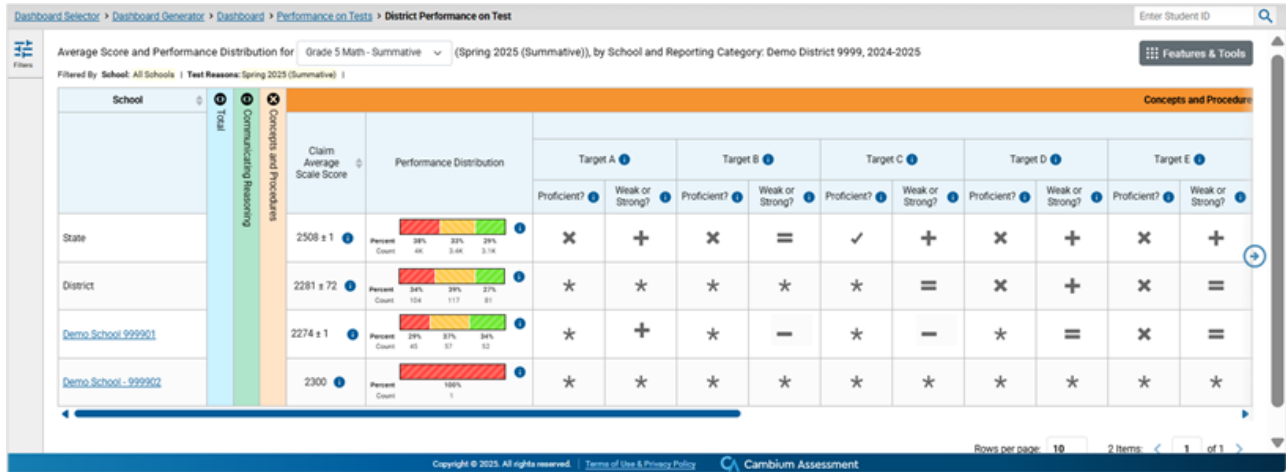 Dashboard Selector > Dashboard Generator > Dashboard > Performance on Tests > District Performance on Test
Enter Student ID
Filters
Average Score and Performance Distribution for Grade 5 Math - Summative (Spring 2025 (Summative)), by School and Reporting Category: Demo District 9999, 2024-2025
Features & Tools
Filtered By School: All Schools | Test Reasons: Spring 2025 (Summative) |
School
Total
Communicating Reasoning
Concepts and Procedures
Concepts and Procedure
Claim Average Scale Score
Performance Distribution
Target A Target B Target C Target D Target E
Proficient? Weak or Strong? Proficient? Weak or Strong? Proficient? Weak or Strong? Proficient? Weak or Strong? Proficient? Weak or Strong?
State 2508 ± 1
Percent 38% 33% 29%
Count 4K 3.4K 3.1K
District 2281 ± 72
Percent 34% 39% 27%
Count 104 117 81
Demo School 999901 2274 ± 1
Percent 29% 37% 34%
Count 45 57 52
Demo School - 999902 2300
Percent 100%
Count 1
Rows per page: 10 2 Items: 1 of 1
Copyright © 2025. All rights reserved. | Terms of Use & Privacy Policy Cambium Assessment